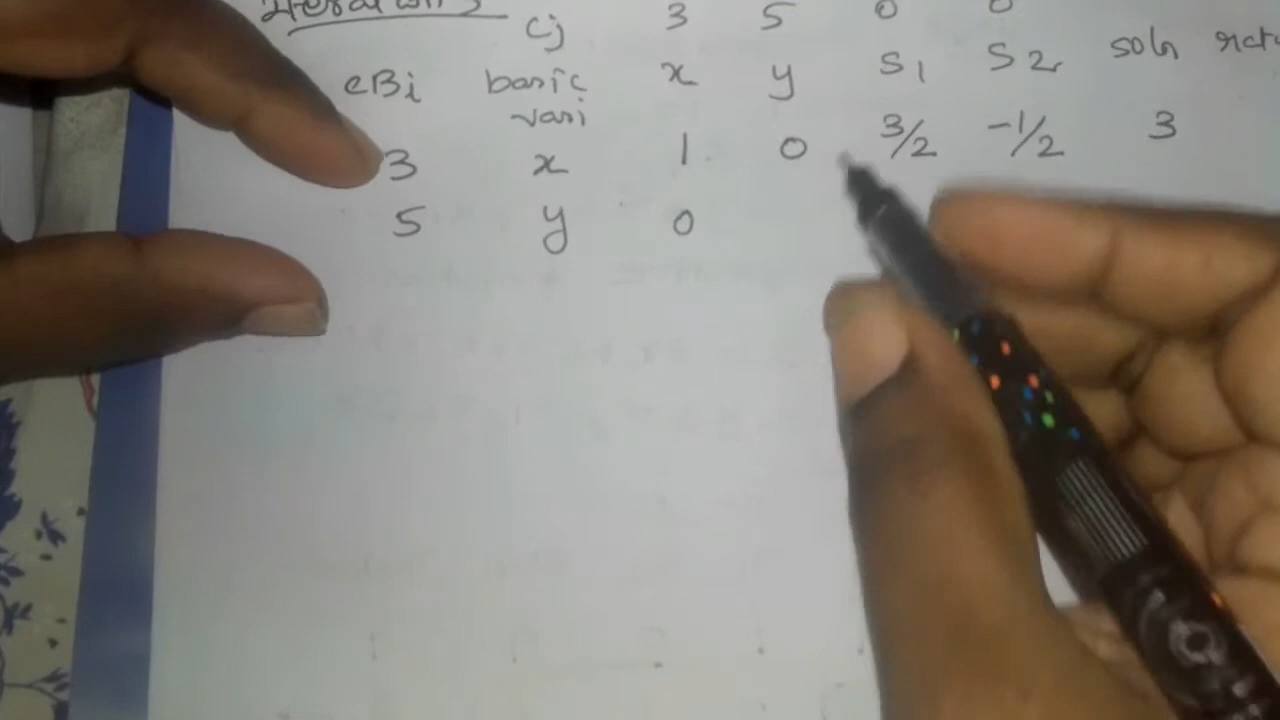 Cj 3 5 0 0
CBi basic x y S1 S2 soln
vari
3 x 1 0 3/2 -1/2 3
5 y 0